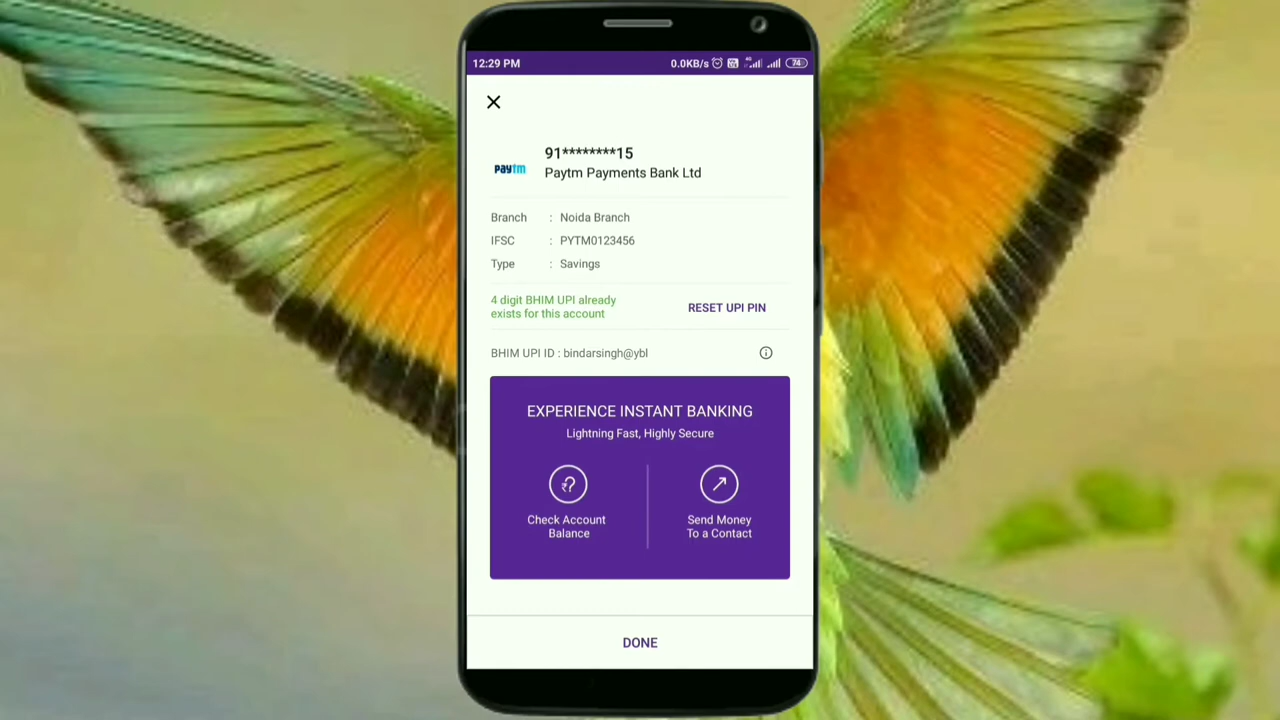 12:29 PM
0.0KB/s
74
91********15
paytm
Paytm Payments Bank Ltd
Branch : Noida Branch
IFSC : PYTM0123456
Type : Savings
4 digit BHIM UPI already
exists for this account
RESET UPI PIN
BHIM UPI ID : bindarsingh@ybl
EXPERIENCE INSTANT BANKING
Lightning Fast, Highly Secure
Check Account
Balance
Send Money
To a Contact
DONE